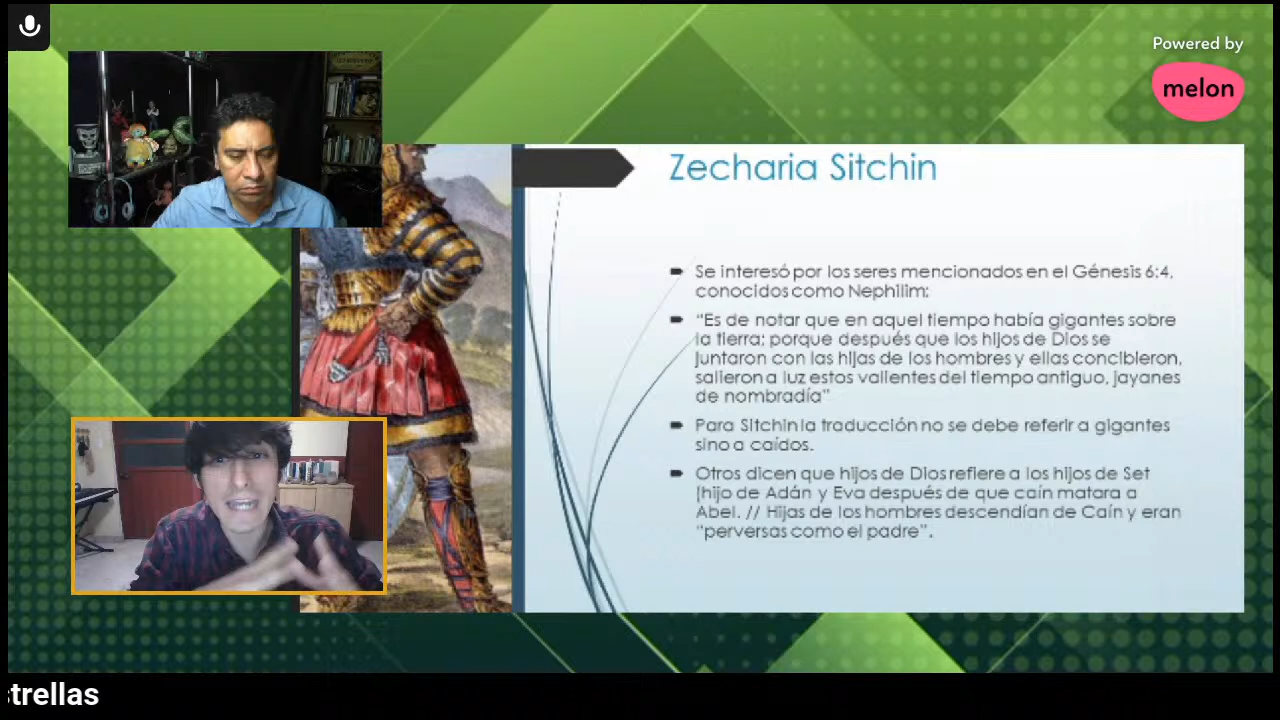 Powered by
melon
Zecharia Sitchin
Se interesó por los seres mencionados en el Génesis 6:4,
conocidos como Nephilim:
"Es de notar que en aquel tiempo había gigantes sobre
la tierra; porque después que los hijos de Dios se
juntaron con las hijas de los hombres y ellas concibieron,
salieron a luz estos valientes del tiempo antiguo, jayanes
de nombradía"
Para Sitchin la traducción no se debe referir a gigantes
sino a caídos.
Otros dicen que hijos de Dios refiere a los hijos de Set
(hijo de Adán y Eva después de que caín matara a
Abel. // Hijas de los hombres descendían de Caín y eran
"perversas como el padre".
strellas